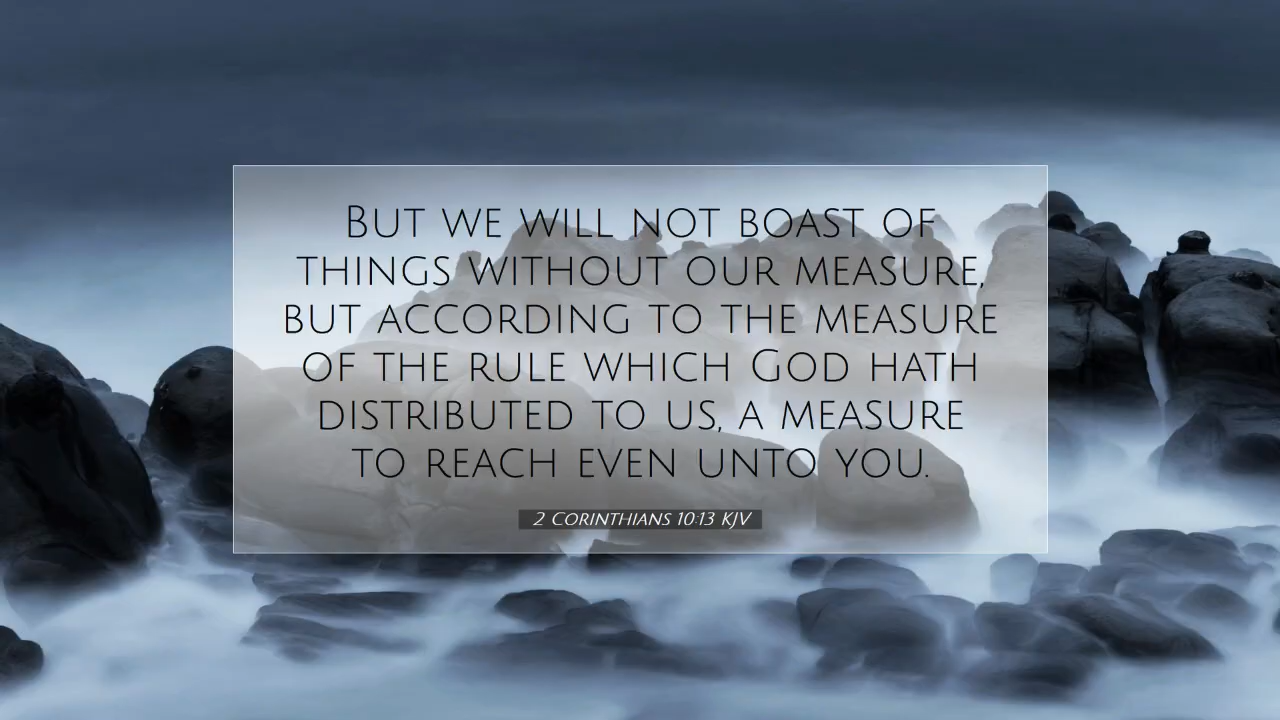 But we will not boast of
things without our measure,
but according to the measure
of the rule which God hath
distributed to us, a measure
to reach even unto you.
2 Corinthians 10:13 KJV